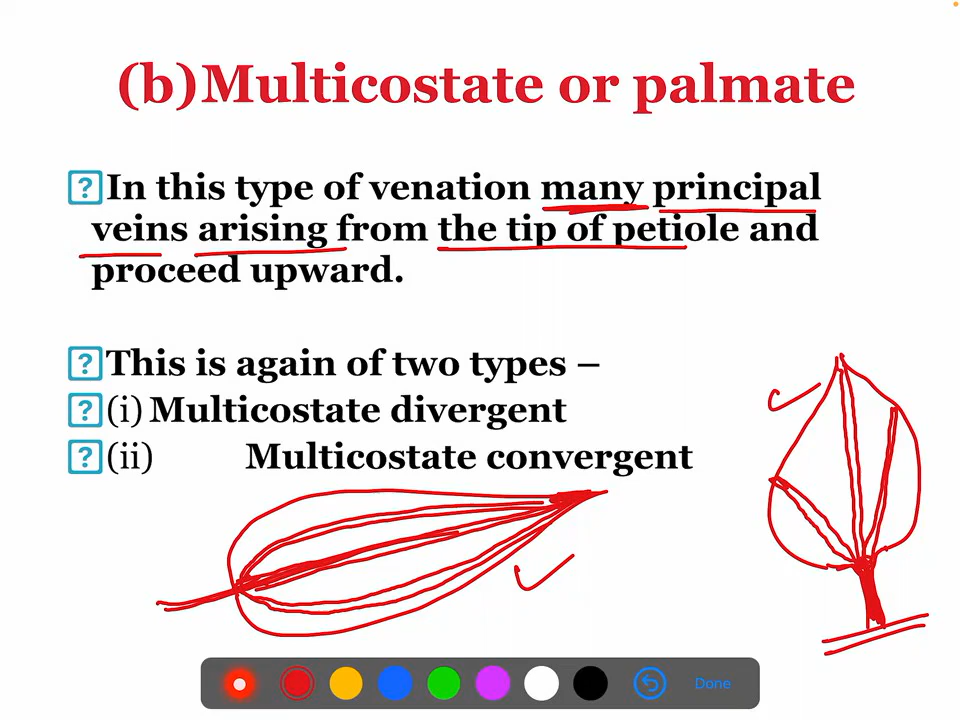 (b)Multicostate or palmate
?In this type of venation many principal
veins arising from the tip of petiole and
proceed upward.
?This is again of two types –
?(i) Multicostate divergent
?(ii) Multicostate convergent
Done